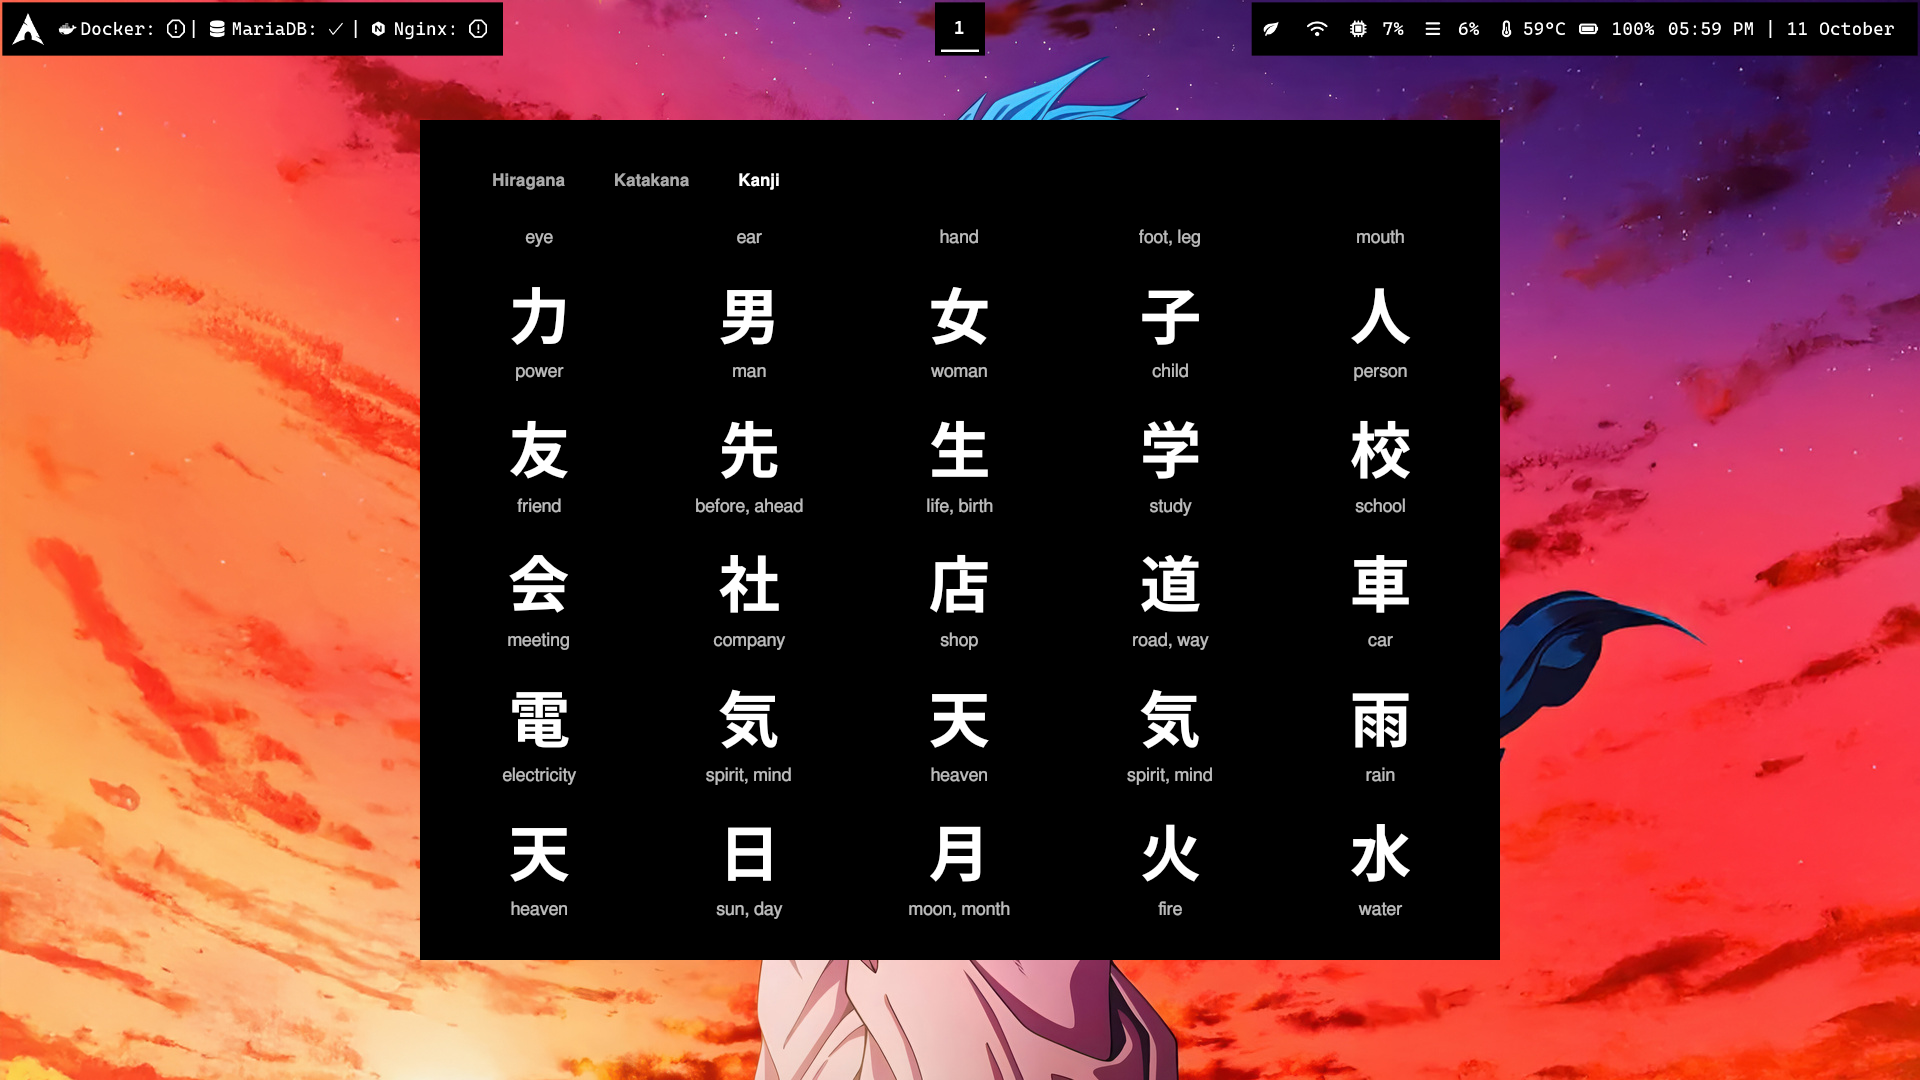 Docker: | MariaDB: ✓ | Nginx:
1
7% 6% 59°C 100% 05:59 PM | 11 October
Hiragana Katakana Kanji
eye ear hand foot, leg mouth
力 男 女 子 人
power man woman child person
友 先 生 学 校
friend before, ahead life, birth study school
会 社 店 道 車
meeting company shop road, way car
電 気 天 気 雨
electricity spirit, mind heaven spirit, mind rain
天 日 月 火 水
heaven sun, day moon, month fire water